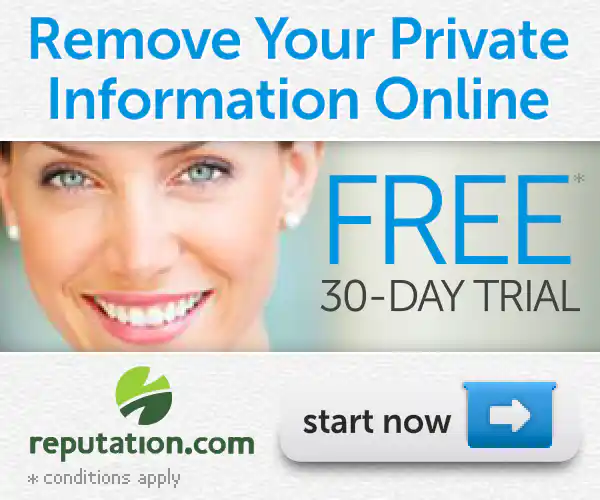 Remove Your Private
Information Online
FREE*
30-DAY TRIAL
reputation.com
start now
* conditions apply